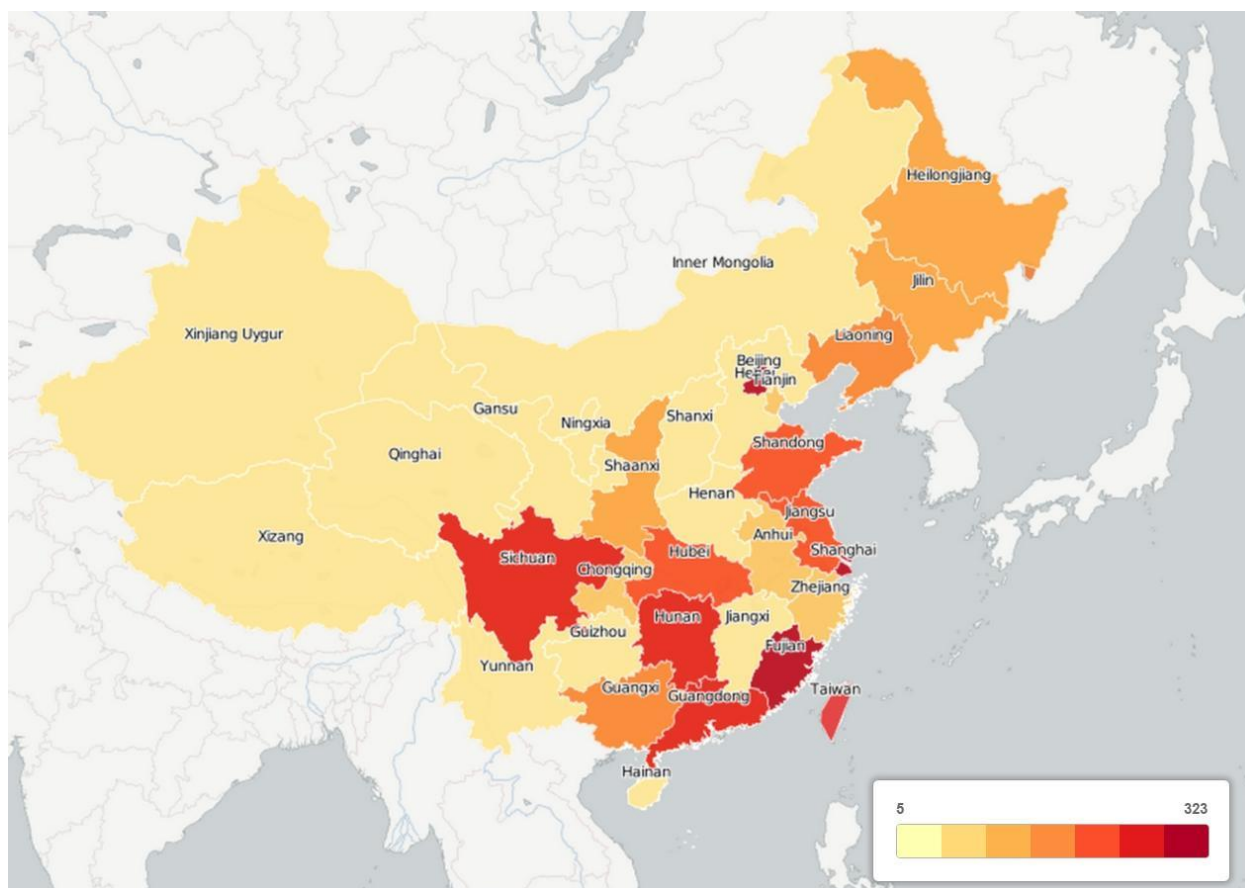 Heilongjiang
Inner Mongolia
Jilin
Xinjiang Uygur
Liaoning
Beijing
Hebei
Tianjin
Gansu
Ningxia
Shanxi
Qinghai
Shandong
Shaanxi
Henan
Jiangsu
Xizang
Anhui
Shanghai
Hubei
Sichuan
Chongqing
Zhejiang
Hunan
Jiangxi
Guizhou
Fujian
Yunnan
Guangxi
Guangdong
Taiwan
Hainan
5 323